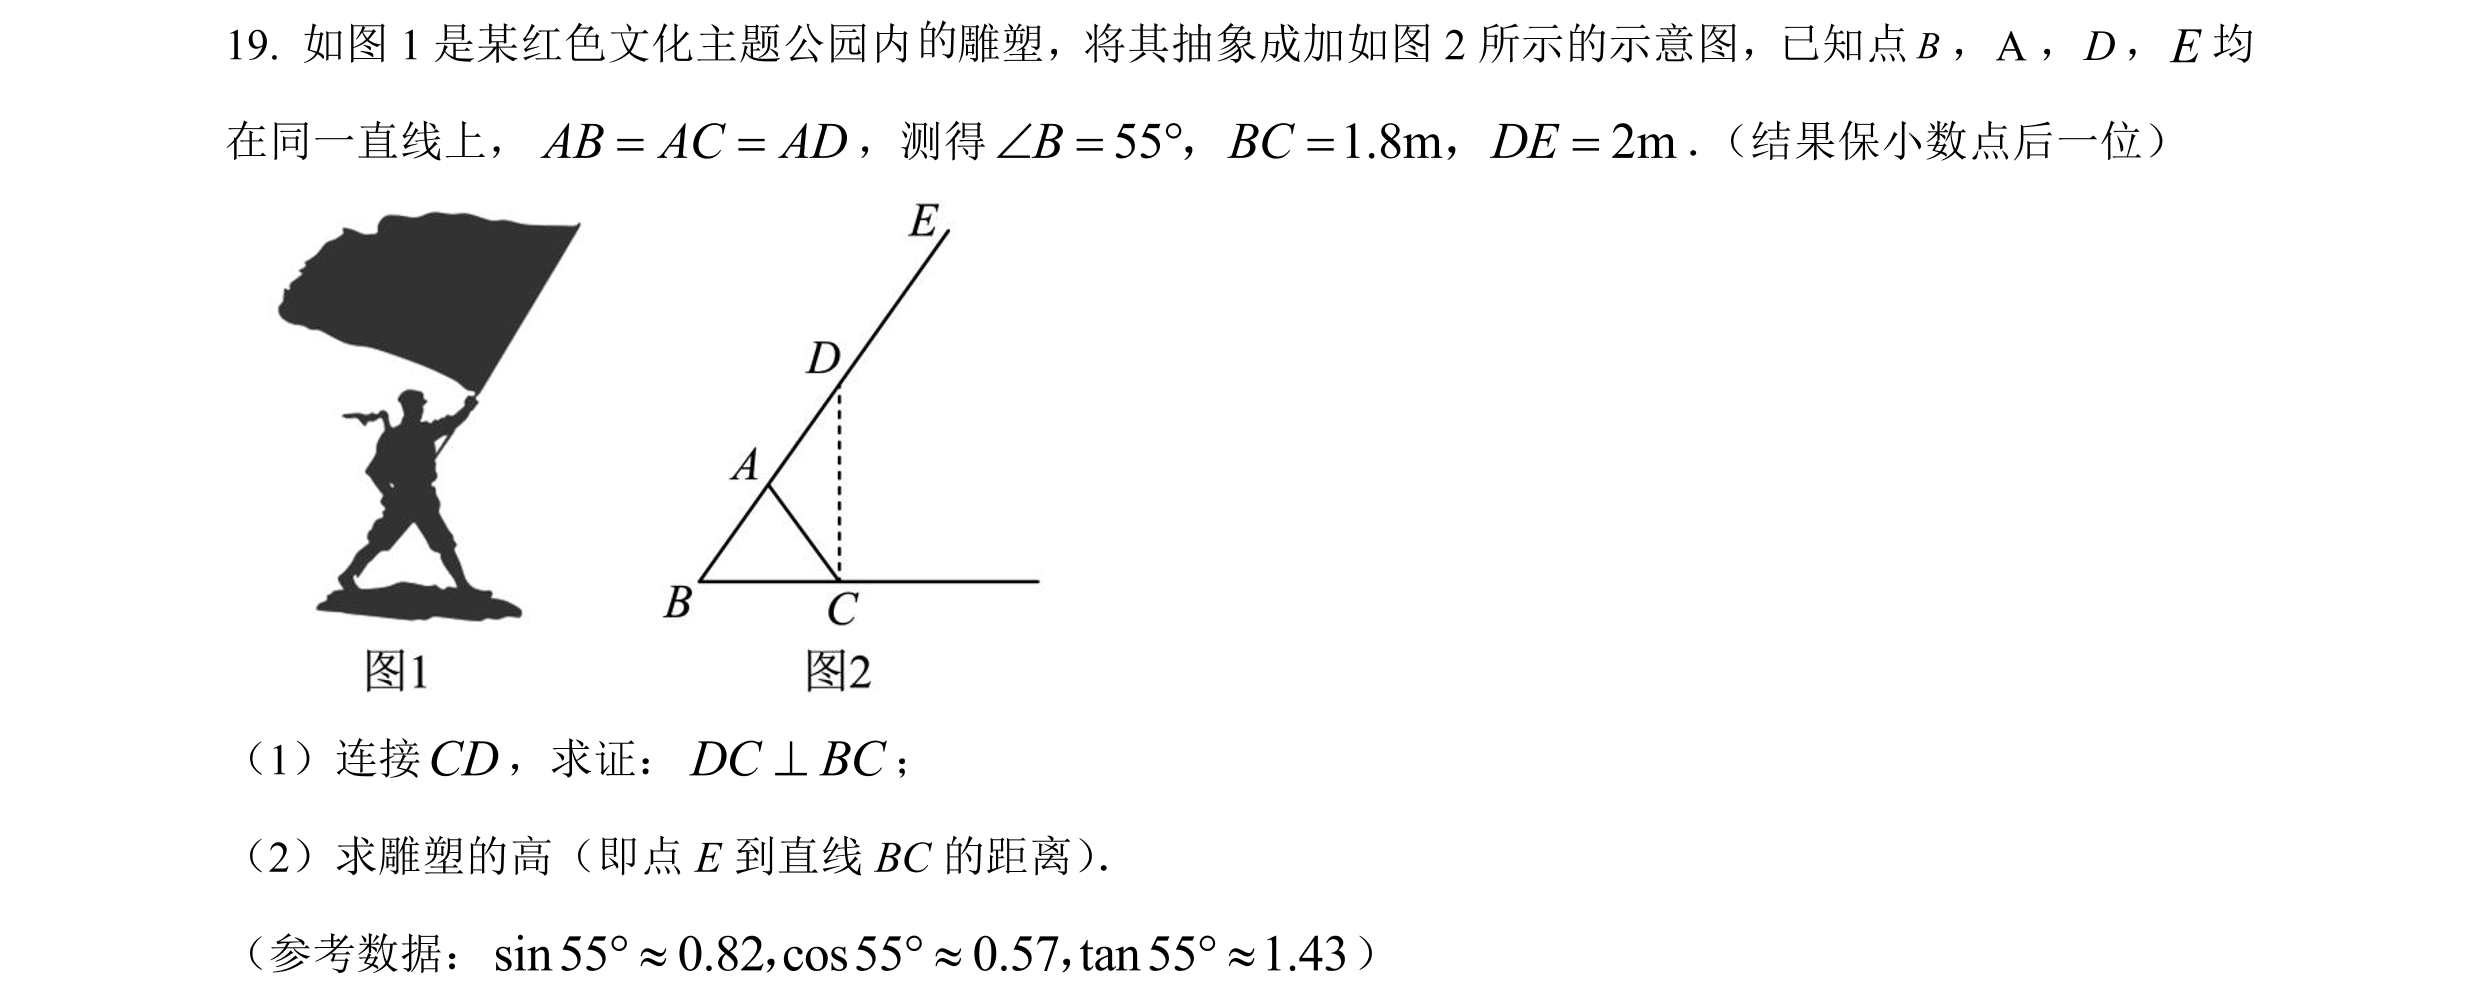 19. 如图 1 是某红色文化主题公园内的雕塑，将其抽象成加如图 2 所示的示意图，已知点 B ，A ，D ，E 均
在同一直线上，AB = AC = AD ，测得 ∠B = 55°，BC = 1.8m，DE = 2m .（结果保小数点后一位）
E
D
A
B
C
图1
图2
（1）连接 CD ，求证：DC ⊥ BC ；
（2）求雕塑的高（即点 E 到直线 BC 的距离）.
（参考数据：sin 55° ≈ 0.82, cos 55° ≈ 0.57, tan 55° ≈ 1.43 ）